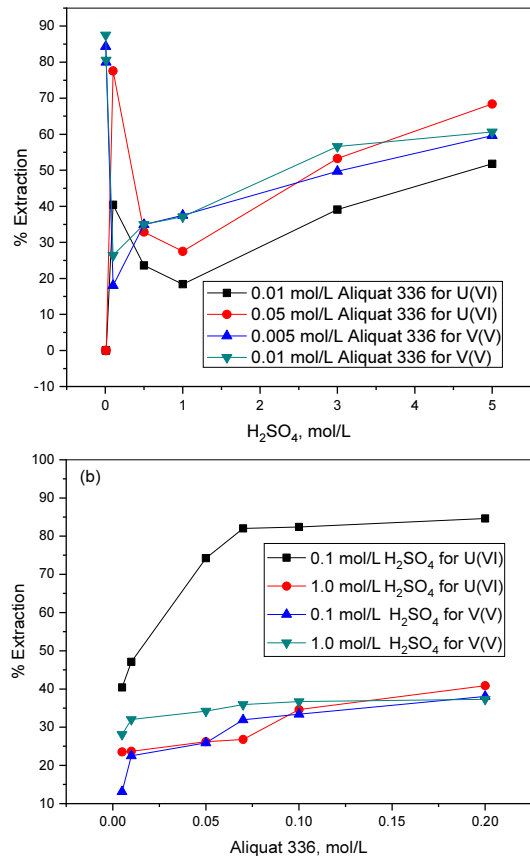 90
80
70
60
50
40
30
20
10
0
-10
% Extraction
0.01 mol/L Aliquat 336 for U(VI)
0.05 mol/L Aliquat 336 for U(VI)
0.005 mol/L Aliquat 336 for V(V)
0.01 mol/L Aliquat 336 for V(V)
0 1 2 3 4 5
H₂SO₄, mol/L
(b)
100
90
80
70
60
50
40
30
20
10
% Extraction
0.1 mol/L H₂SO₄ for U(VI)
1.0 mol/L H₂SO₄ for U(VI)
0.1 mol/L H₂SO₄ for V(V)
1.0 mol/L H₂SO₄ for V(V)
0.00 0.05 0.10 0.15 0.20
Aliquat 336, mol/L